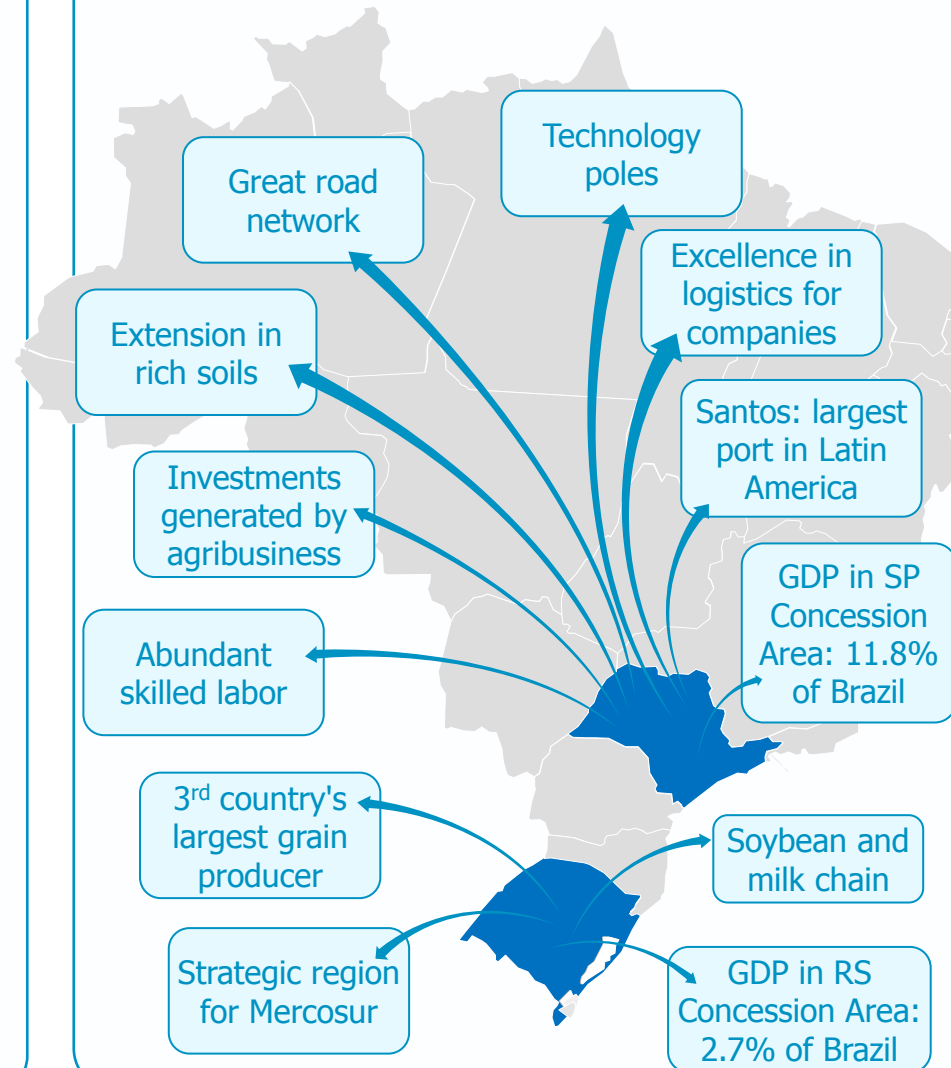 Technology
poles
Great road
network
Excellence in
logistics for
companies
Extension in
rich soils
Santos: largest
port in Latin
America
Investments
generated by
agribusiness
GDP in SP
Concession
Area: 11.8%
of Brazil
Abundant
skilled labor
3rd country's
largest grain
producer
Soybean and
milk chain
Strategic region
for Mercosur
GDP in RS
Concession Area:
2.7% of Brazil